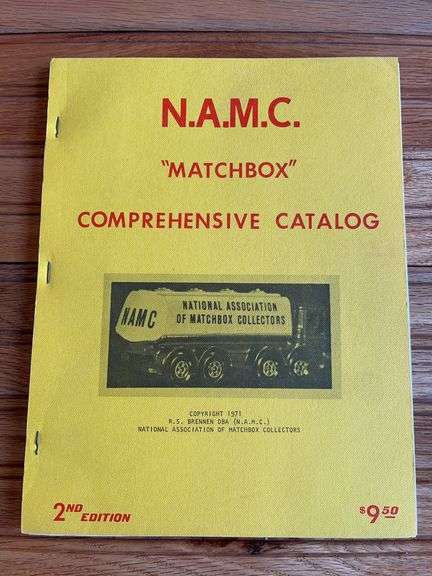 N.A.M.C.
"MATCHBOX"
COMPREHENSIVE CATALOG
NAMC
NATIONAL ASSOCIATION
OF MATCHBOX COLLECTORS
COPYRIGHT 1971
R.S. BRENNEN DBA (N.A.M.C.)
NATIONAL ASSOCIATION OF MATCHBOX COLLECTORS
2ND EDITION
$9.50